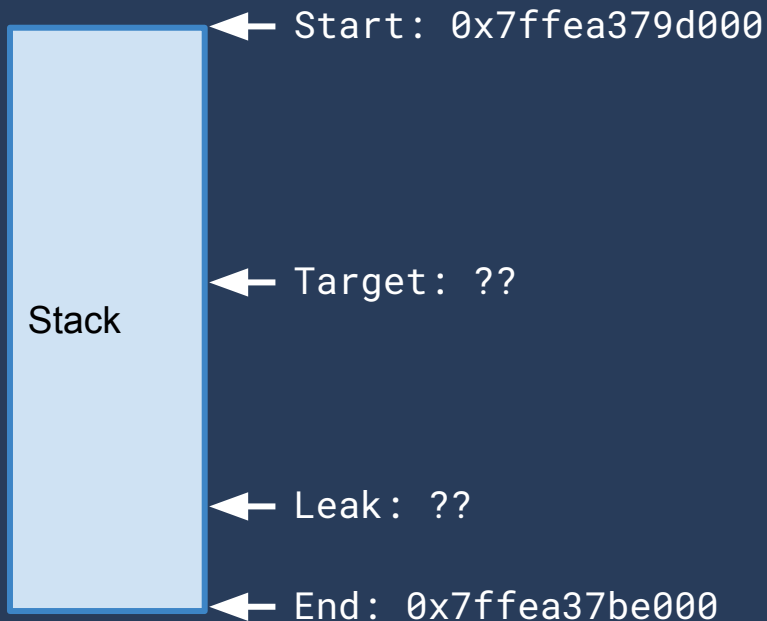 Start: 0x7ffea379d000
Target: ??
Stack
Leak: ??
End: 0x7ffea37be000